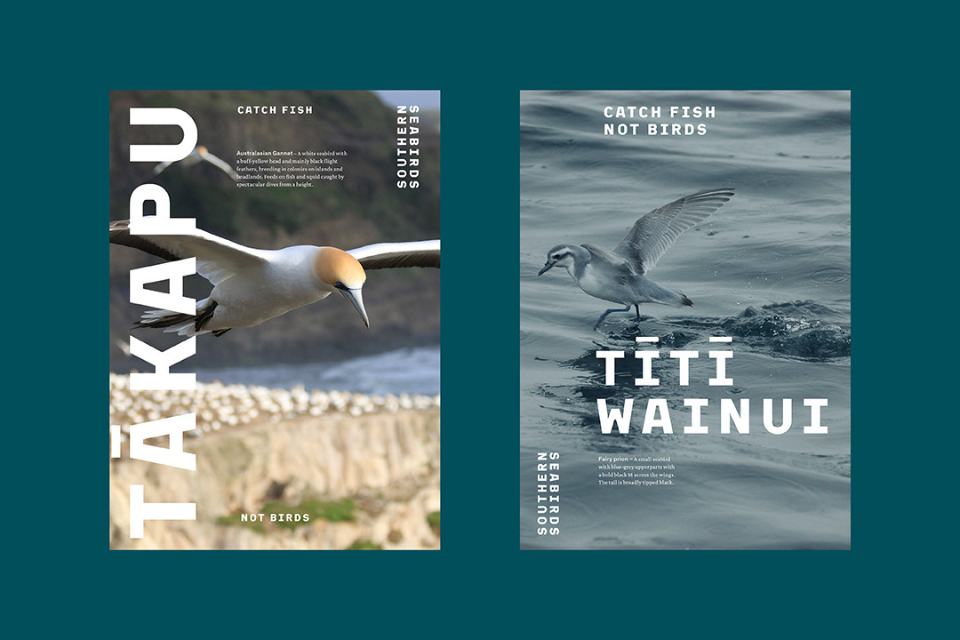 TĀKAPU
CATCH FISH
SOUTHERN
SEABIRDS
Australasian Gannet – A white seabird with
a buff-yellow head and mainly black flight
feathers, breeding in colonies on islands and
headlands. Feeds on fish and squid caught by
spectacular dives from a height.
NOT BIRDS
CATCH FISH
NOT BIRDS
TĪTĪ
WAINUI
Fairy prion – A small seabird
with blue-grey upperparts with
a bold black M across the wings.
The tail is broadly tipped black.
SOUTHERN
SEABIRDS